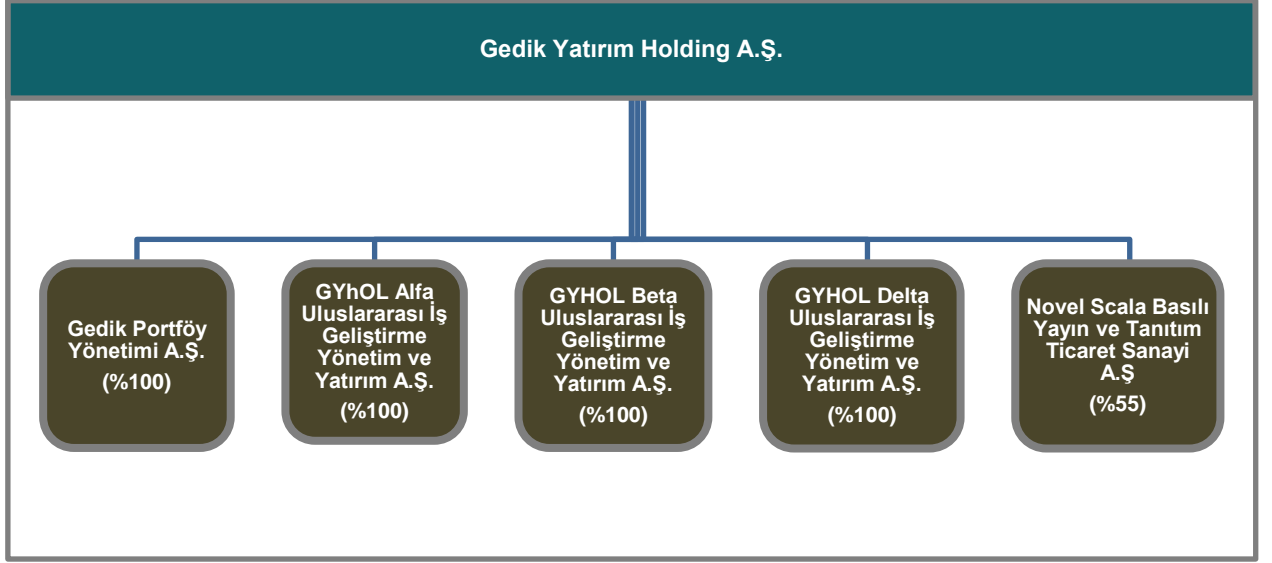 Gedik Yatırım Holding A.Ş.
Gedik Portföy
Yönetimi A.Ş.
(%100)
GYhOL Alfa
Uluslararası İş
Geliştirme
Yönetim ve
Yatırım A.Ş.
(%100)
GYHOL Beta
Uluslararası İş
Geliştirme
Yönetim ve
Yatırım A.Ş.
(%100)
GYHOL Delta
Uluslararası İş
Geliştirme
Yönetim ve
Yatırım A.Ş.
(%100)
Novel Scala Basılı
Yayın ve Tanıtım
Ticaret Sanayi
A.Ş
(%55)